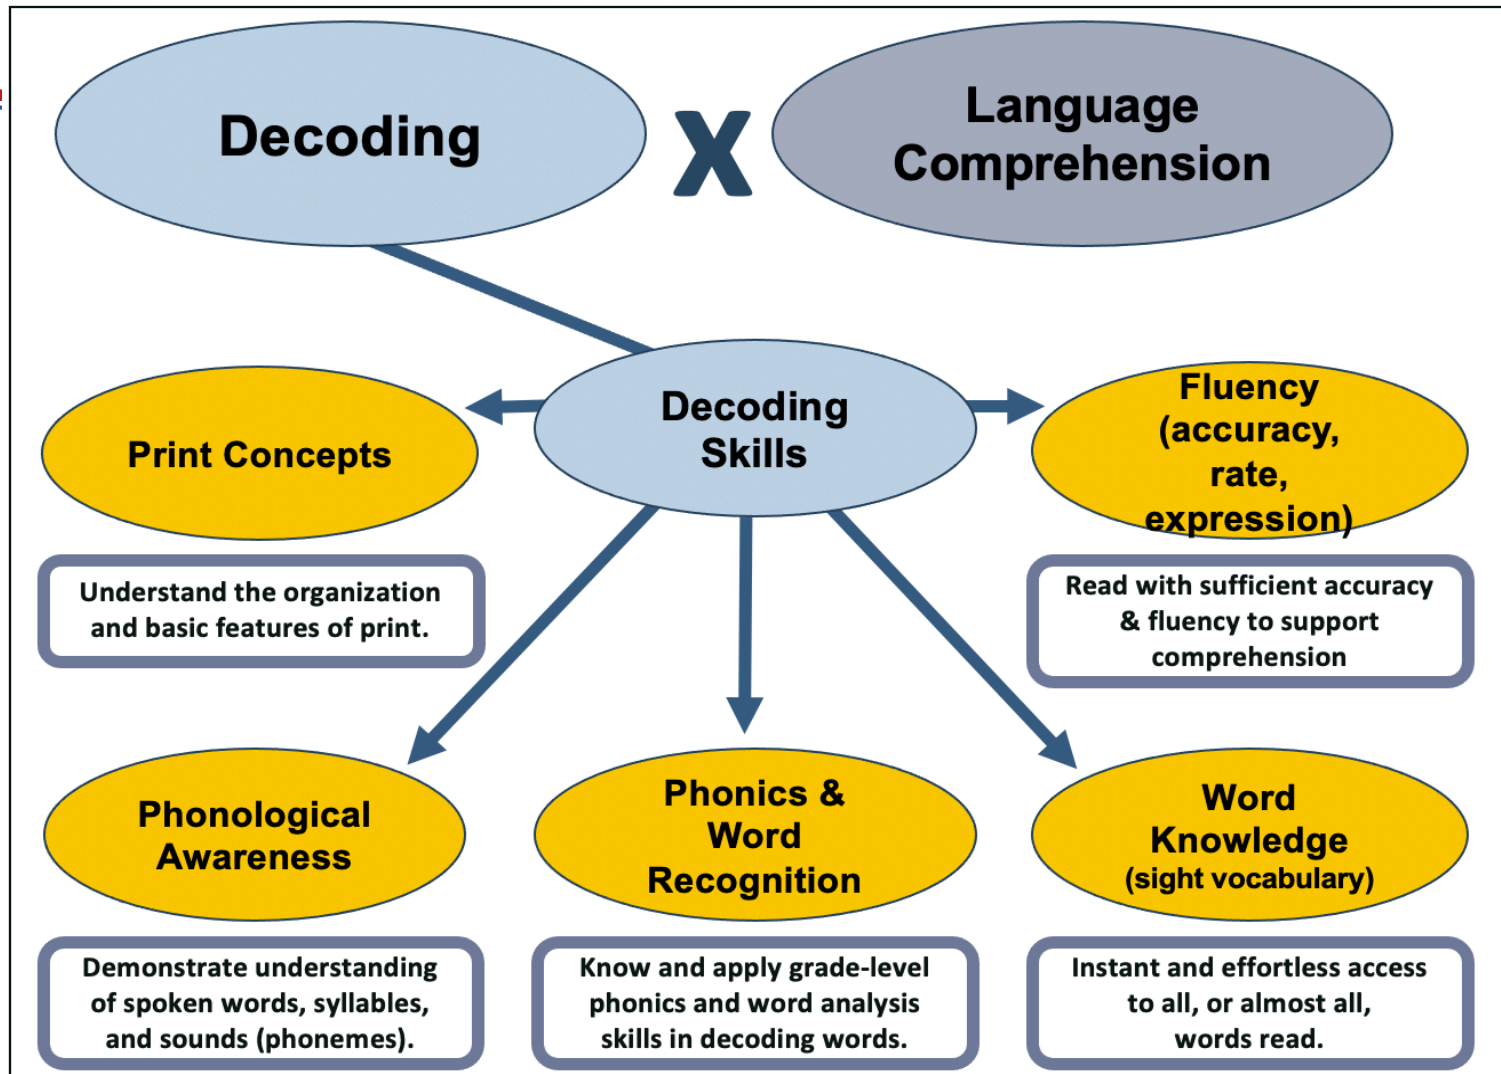 Decoding
X
Language
Comprehension
Decoding
Skills
Print Concepts
Understand the organization
and basic features of print.
Fluency
(accuracy,
rate,
expression)
Read with sufficient accuracy
& fluency to support
comprehension
Phonological
Awareness
Demonstrate understanding
of spoken words, syllables,
and sounds (phonemes).
Phonics &
Word
Recognition
Know and apply grade-level
phonics and word analysis
skills in decoding words.
Word
Knowledge
(sight vocabulary)
Instant and effortless access
to all, or almost all,
words read.